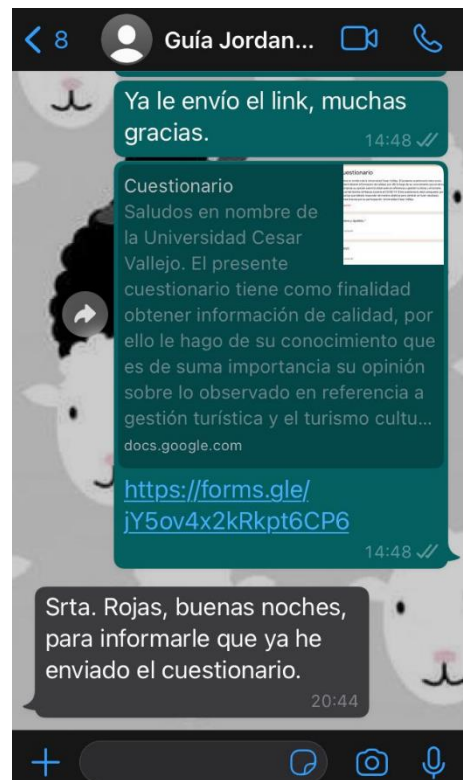 8
Guía Jordan...
Ya le envío el link, muchas
gracias.
14:48
Cuestionario
Saludos en nombre de
la Universidad Cesar
Vallejo. El presente
cuestionario tiene como finalidad
obtener información de calidad, por
ello le hago de su conocimiento que
es de suma importancia su opinión
sobre lo observado en referencia a
gestión turística y el turismo cultu...
docs.google.com
https://forms.gle/
jY5ov4x2kRkpt6CP6
14:48
Srta. Rojas, buenas noches,
para informarle que ya he
enviado el cuestionario.
20:44